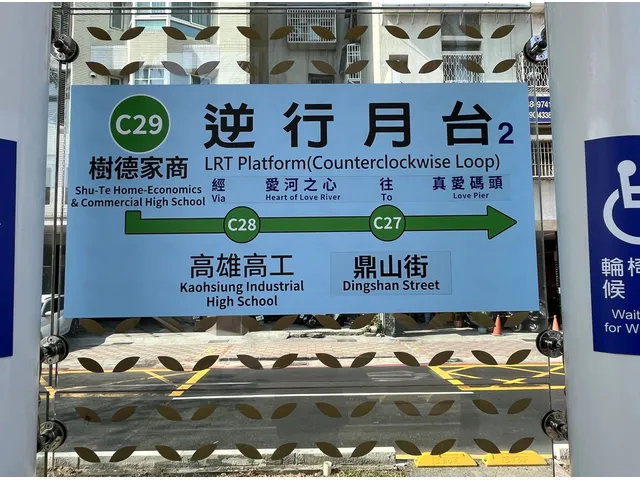 C29
逆行月台2
樹德家商
LRT Platform(Counterclockwise Loop)
Shu-Te Home-Economics
& Commercial High School
經 愛河之心 往 真愛碼頭
Via Heart of Love River To Love Pier
C28 C27
高雄高工 鼎山街
Kaohsiung Industrial
High School
Dingshan Street
輪椅
候
Wait
for W